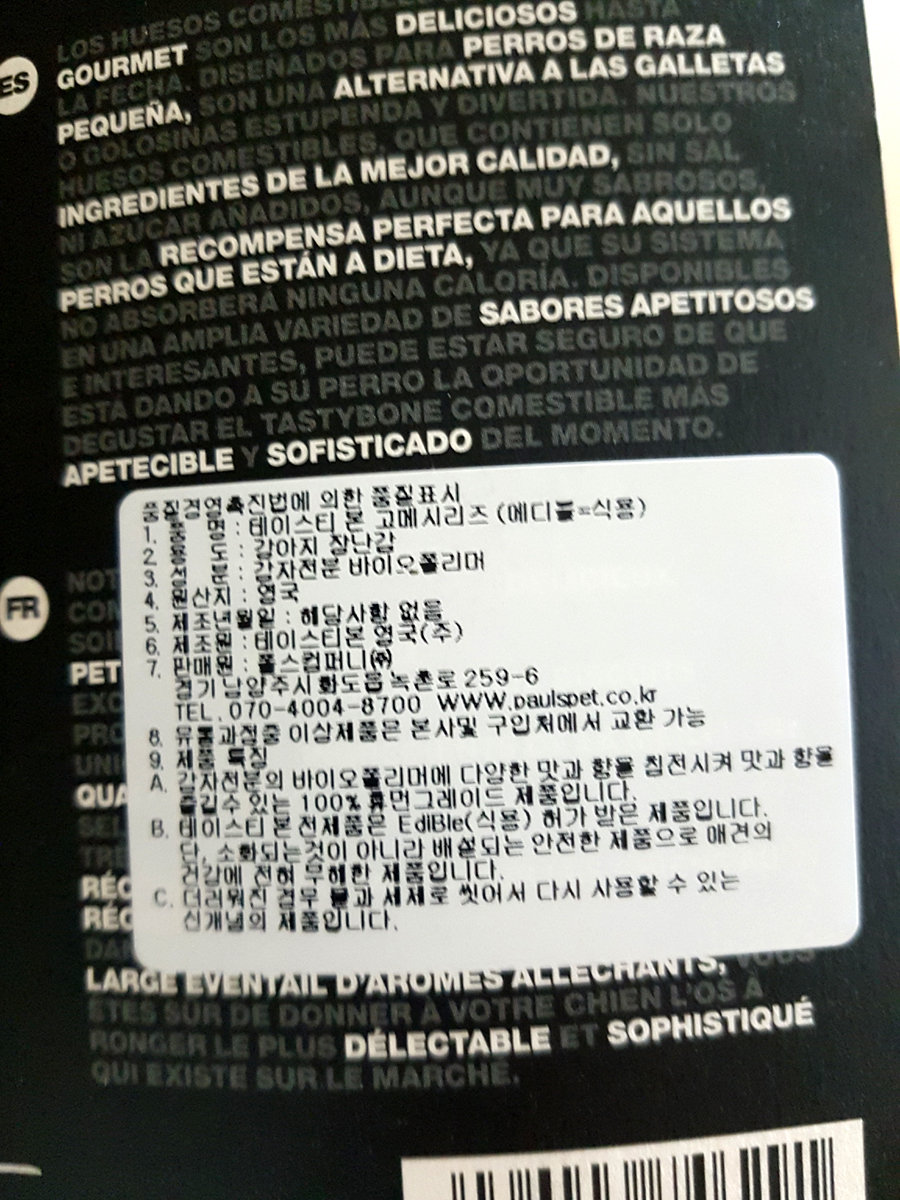 ES
LOS HUESOS COMESTIBLES
GOURMET SON LOS MÁS DELICIOSOS HASTA
LA FECHA. DISEÑADOS PARA PERROS DE RAZA
PEQUEÑA, SON UNA ALTERNATIVA A LAS GALLETAS
O GOLOSINAS ESTUPENDA Y DIVERTIDA. NUESTROS
HUESOS COMESTIBLES, QUE CONTIENEN SOLO
INGREDIENTES DE LA MEJOR CALIDAD, SIN SAL
NI AZÚCAR AÑADIDOS, AUNQUE MUY SABROSOS,
SON LA RECOMPENSA PERFECTA PARA AQUELLOS
PERROS QUE ESTÁN A DIETA, YA QUE SU SISTEMA
NO ABSORBERÁ NINGUNA CALORÍA. DISPONIBLES
EN UNA AMPLIA VARIEDAD DE SABORES APETITOSOS
E INTERESANTES, PUEDE ESTAR SEGURO DE QUE
ESTÁ DANDO A SU PERRO LA OPORTUNIDAD DE
DEGUSTAR EL TASTYBONE COMESTIBLE MÁS
APETECIBLE Y SOFISTICADO DEL MOMENTO.
품질경영촉진법에 의한 품질표시
1. 품 명 : 테이스티 본 고메시리즈 (에디블=식용)
2. 용 도 : 강아지 장난감
3. 성 분 : 감자전분 바이오폴리머
4. 원산지 : 영국
5. 제조년월일 : 해당사항 없음
6. 제조원 : 테이스티본 영국(주)
7. 판매원 : 폴스컴퍼니㈜
경기 남양주시 화도읍 녹촌로 259-6
TEL. 070-4004-8700 WWW.paulspet.co.kr
8. 유통과정중 이상제품은 본사및 구입처에서 교환 가능
9. 제품 특징
A. 감자전분의 바이오폴리머에 다양한 맛과 향을 침전시켜 맛과 향을
즐길수 있는 100% 휴먼그레이드 제품입니다.
B. 테이스티 본 전제품은 EdiBle(식용) 허가 받은 제품입니다.
단, 소화되는것이 아니라 배설되는 안전한 제품으로 애견의
건강에 전혀 무해한 제품입니다.
C. 더러워진 경우 물과 세제로 씻어서 다시 사용할 수 있는
신개념의 제품입니다.
FR
NOT
CON
SOI
PET
EXC
PRO
UNI
QUA
SEL
TRE
RÉC
RÉC
DAN
LARGE ÉVENTAIL D'ARÔMES ALLÉCHANTS, VOUS
ÊTES SÛR DE DONNER À VOTRE CHIEN L'OS À
RONGER LE PLUS DÉLECTABLE ET SOPHISTIQUÉ
QUI EXISTE SUR LE MARCHÉ.